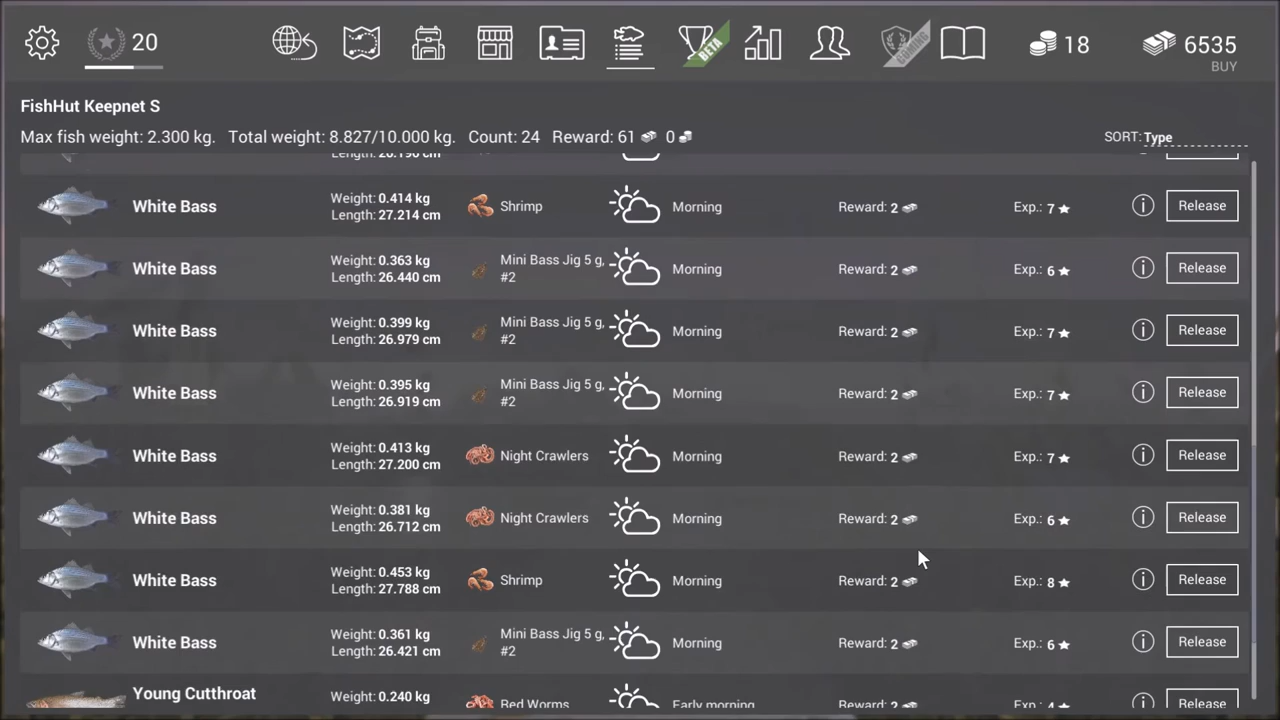 20
BETA
COMING
18
6535
BUY
FishHut Keepnet S
Max fish weight: 2.300 kg. Total weight: 8.827/10.000 kg. Count: 24 Reward: 61 0
SORT: Type
White Bass
Weight: 0.414 kg
Length: 27.214 cm
Shrimp
Morning
Reward: 2
Exp.: 7
Release
White Bass
Weight: 0.363 kg
Length: 26.440 cm
Mini Bass Jig 5 g,
#2
Morning
Reward: 2
Exp.: 6
Release
White Bass
Weight: 0.399 kg
Length: 26.979 cm
Mini Bass Jig 5 g,
#2
Morning
Reward: 2
Exp.: 7
Release
White Bass
Weight: 0.395 kg
Length: 26.919 cm
Mini Bass Jig 5 g,
#2
Morning
Reward: 2
Exp.: 7
Release
White Bass
Weight: 0.413 kg
Length: 27.200 cm
Night Crawlers
Morning
Reward: 2
Exp.: 7
Release
White Bass
Weight: 0.381 kg
Length: 26.712 cm
Night Crawlers
Morning
Reward: 2
Exp.: 6
Release
White Bass
Weight: 0.453 kg
Length: 27.788 cm
Shrimp
Morning
Reward: 2
Exp.: 8
Release
White Bass
Weight: 0.361 kg
Length: 26.421 cm
Mini Bass Jig 5 g,
#2
Morning
Reward: 2
Exp.: 6
Release
Young Cutthroat
Weight: 0.240 kg
Red Worms
Early morning
Reward: 2
Exp.: 4
Release